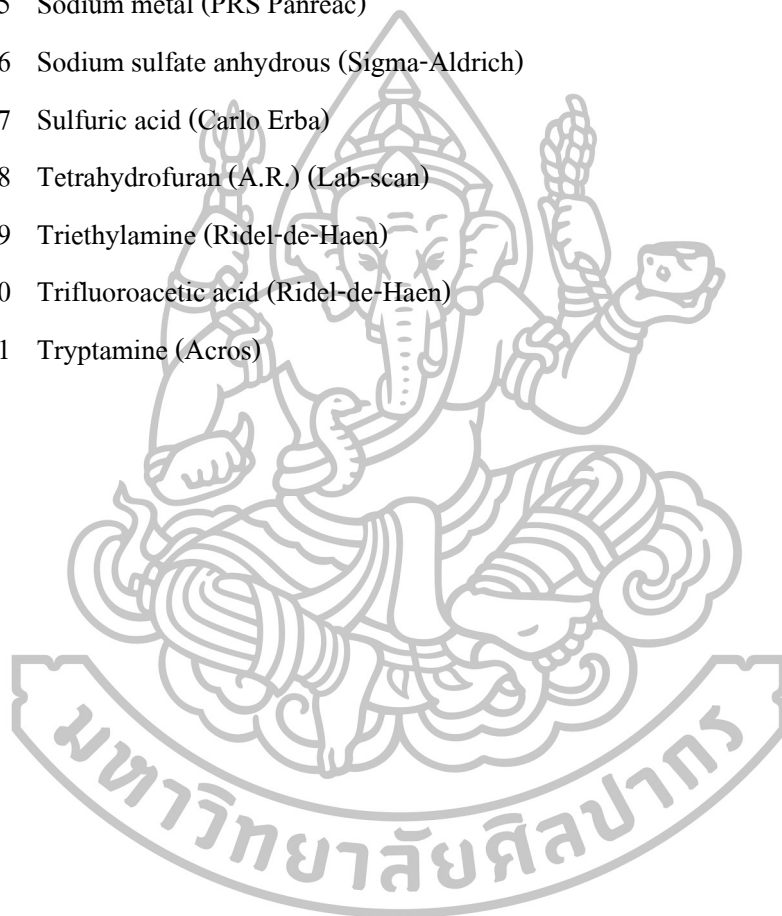 5 Sodium metal (PRS Panreac)
6 Sodium sulfate anhydrous (Sigma-Aldrich)
7 Sulfuric acid (Carlo Erba)
8 Tetrahydrofuran (A.R.) (Lab-scan)
9 Triethylamine (Ridel-de-Haen)
0 Trifluoroacetic acid (Ridel-de-Haen)
1 Tryptamine (Acros)
มหาวิทยาลัยศิลปากร